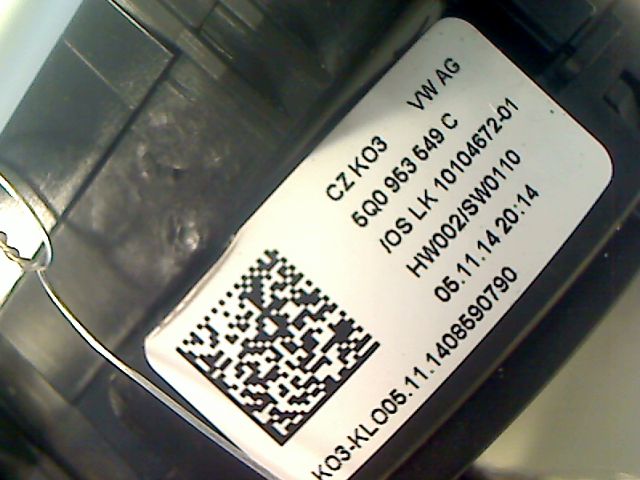 CZ KO3 VW AG
5Q0 953 549 C
/OS LK 10104672-01
HW002/SW0110
05.11.14 20:14
KO3-KLO05.11.1408590790